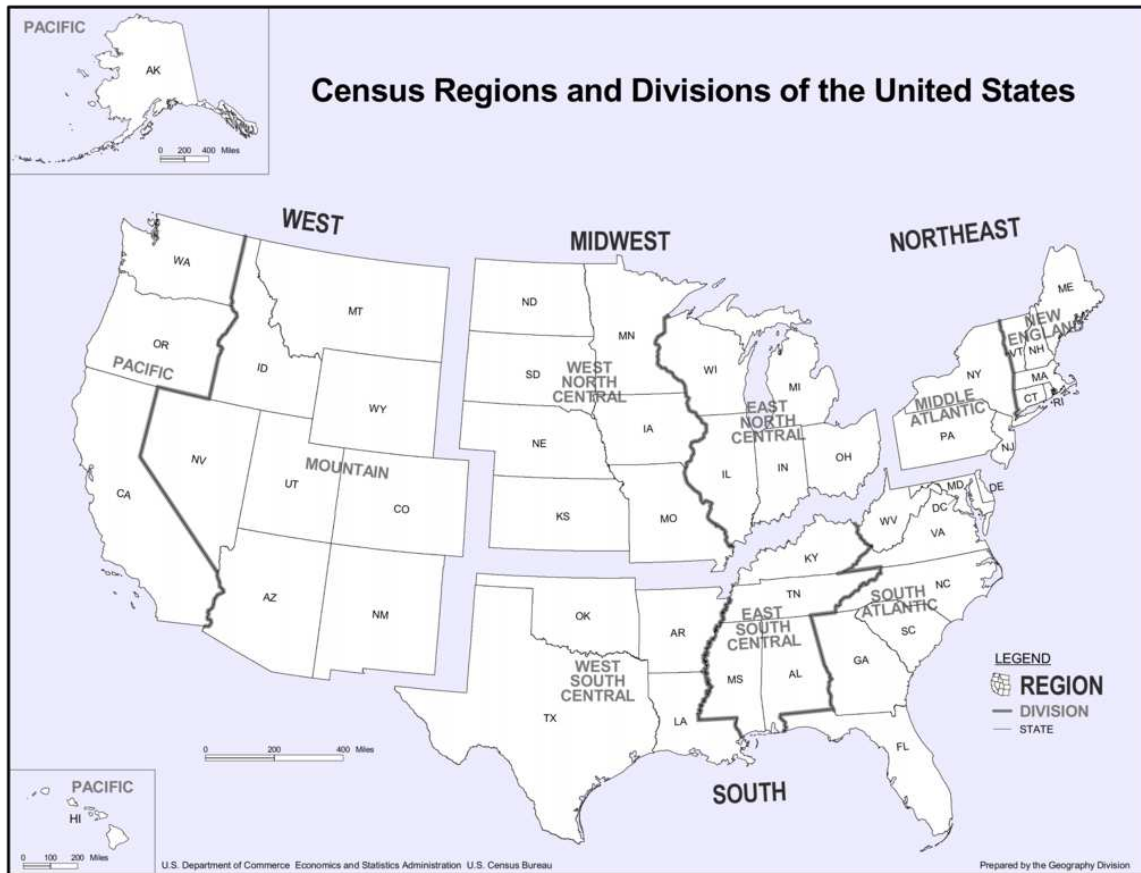 PACIFIC
AK
0 200 400 Miles
Census Regions and Divisions of the United States
WEST
MIDWEST
NORTHEAST
WA
MT
ND
MN
ME
OR
ID
SD
WI
MI
NY
VT
NH
NEW
ENGLAND
PACIFIC
WY
WEST
NORTH
CENTRAL
MA
CT
RI
MIDDLE
ATLANTIC
NV
NE
IA
EAST
NORTH
CENTRAL
PA
NJ
CA
UT
MOUNTAIN
CO
KS
MO
IL
IN
OH
WV
MD
DE
DC
VA
KY
AZ
NM
OK
AR
TN
NC
SOUTH
ATLANTIC
SC
EAST
SOUTH
CENTRAL
WEST
SOUTH
CENTRAL
TX
LA
MS
AL
GA
FL
LEGEND
REGION
DIVISION
STATE
0 200 400 Miles
SOUTH
PACIFIC
HI
0 100 200 Miles
U.S. Department of Commerce Economics and Statistics Administration U.S. Census Bureau
Prepared by the Geography Division